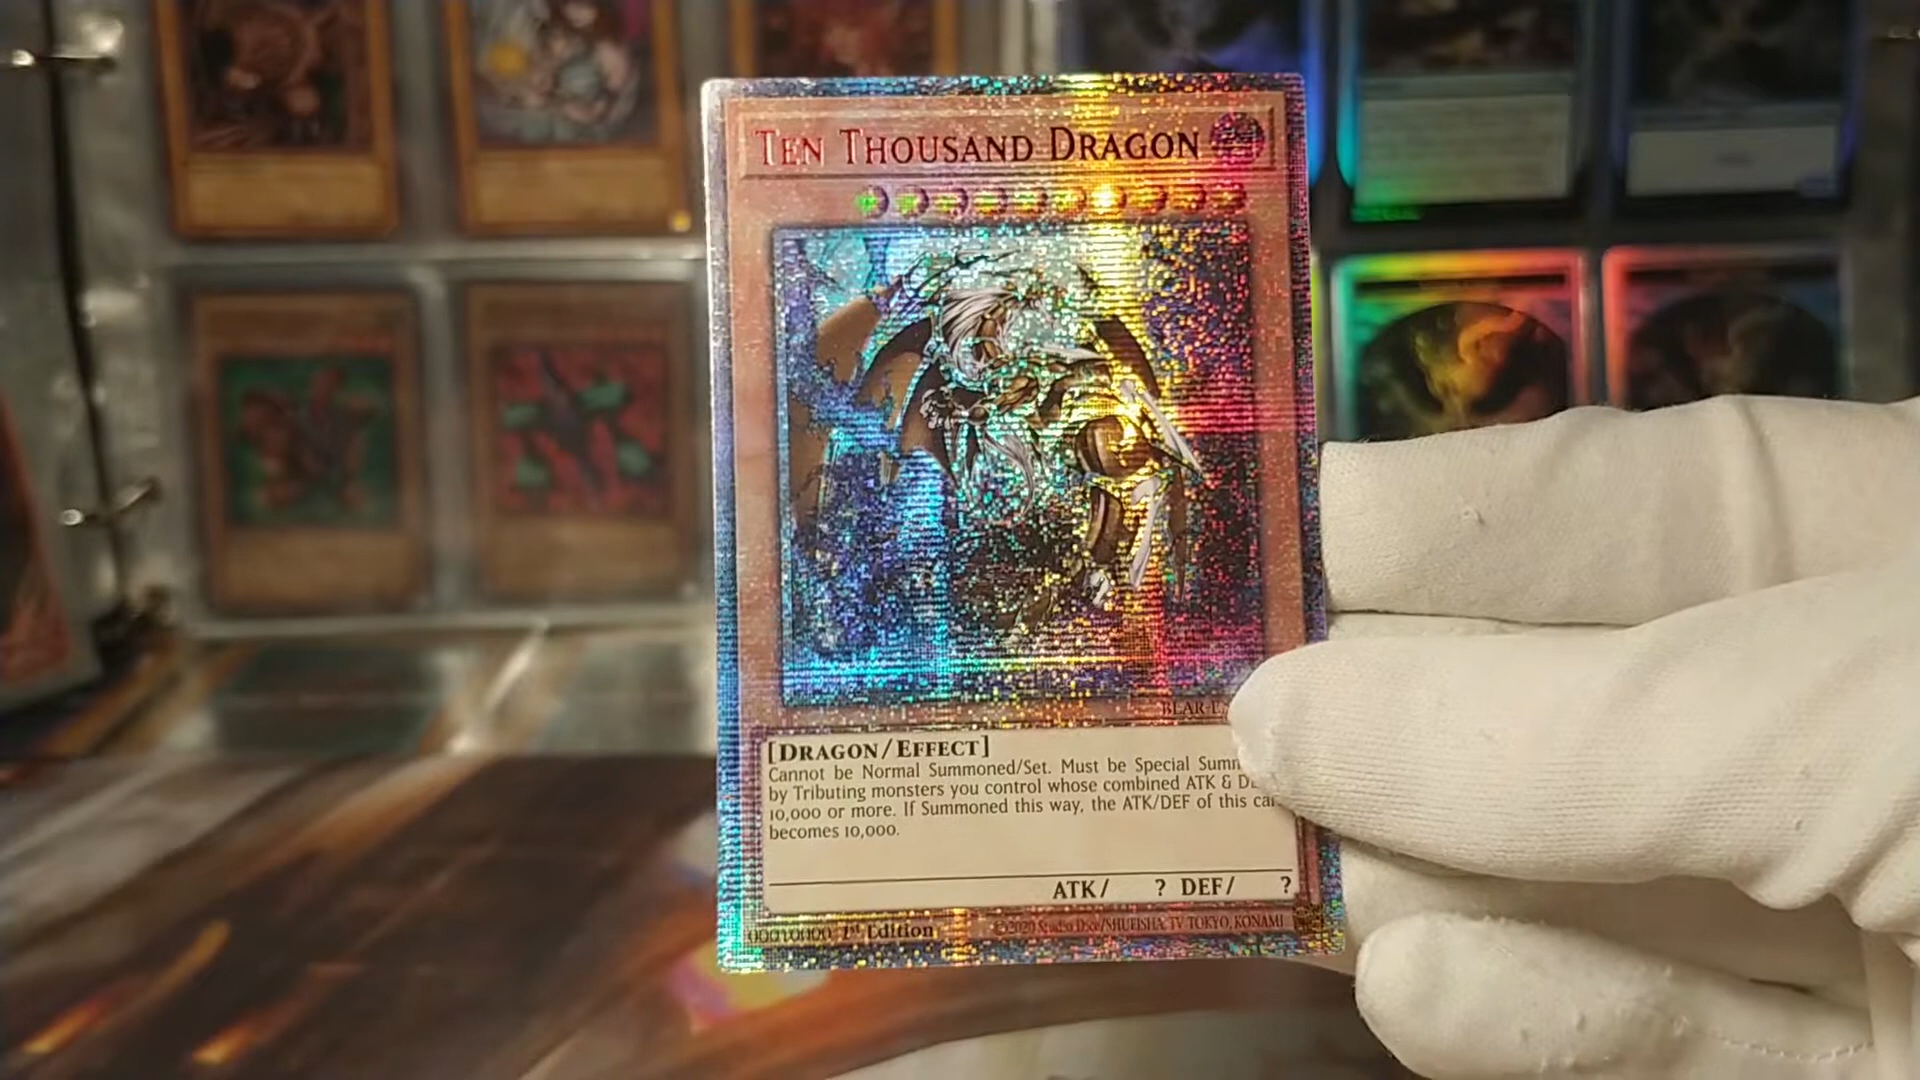 TEN THOUSAND DRAGON
BLAR-E
[DRAGON/EFFECT]
Cannot be Normal Summoned/Set. Must be Special Summ
by Tributing monsters you control whose combined ATK & DE
10,000 or more. If Summoned this way, the ATK/DEF of this car
becomes 10,000.
ATK/ ? DEF/ ?
00010000 1st Edition ©2020 Studio Dice/SHUEISHA, TV TOKYO, KONAMI